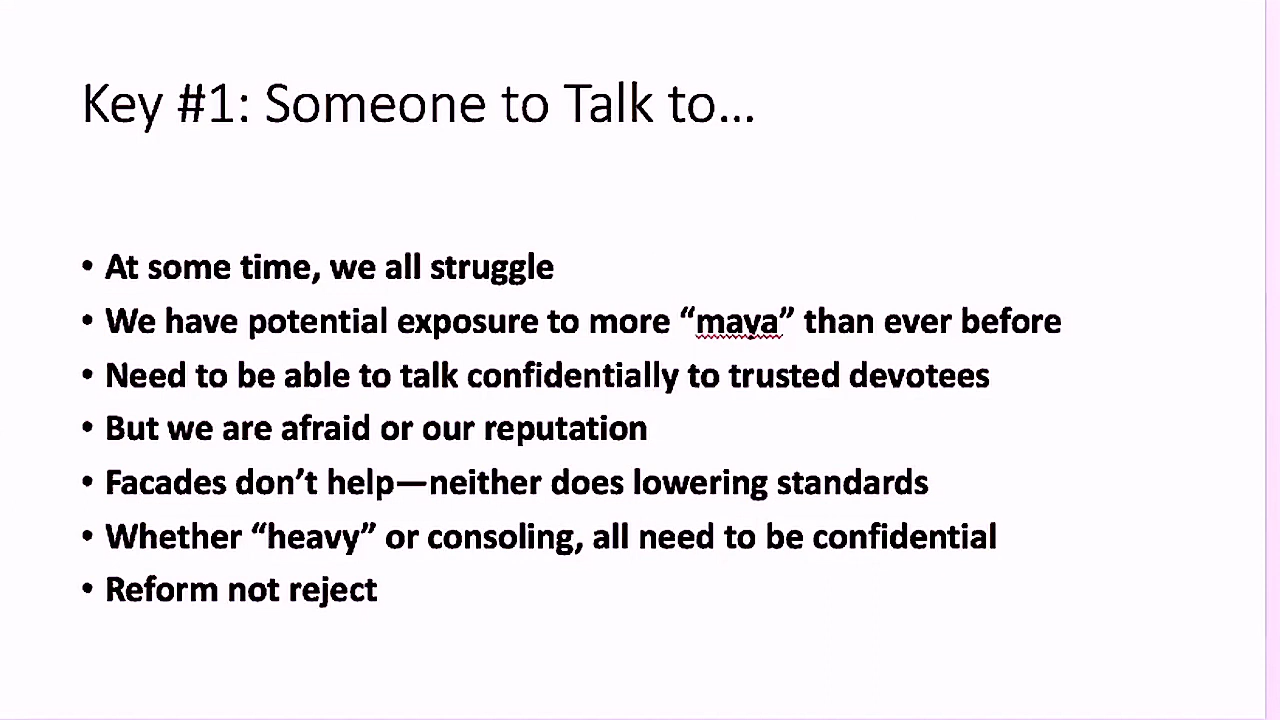 Key #1: Someone to Talk to...
• At some time, we all struggle
• We have potential exposure to more “maya” than ever before
• Need to be able to talk confidentially to trusted devotees
• But we are afraid or our reputation
• Facades don’t help—neither does lowering standards
• Whether “heavy” or consoling, all need to be confidential
• Reform not reject